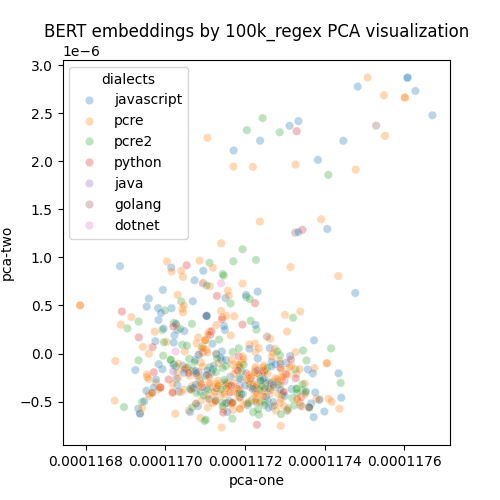 BERT embeddings by 100k_regex PCA visualization
1e−6
3.0
2.5
2.0
1.5
1.0
0.5
0.0
−0.5
pca-two
dialects
javascript
pcre
pcre2
python
java
golang
dotnet
0.0001168 0.0001170 0.0001172 0.0001174 0.0001176
pca-one